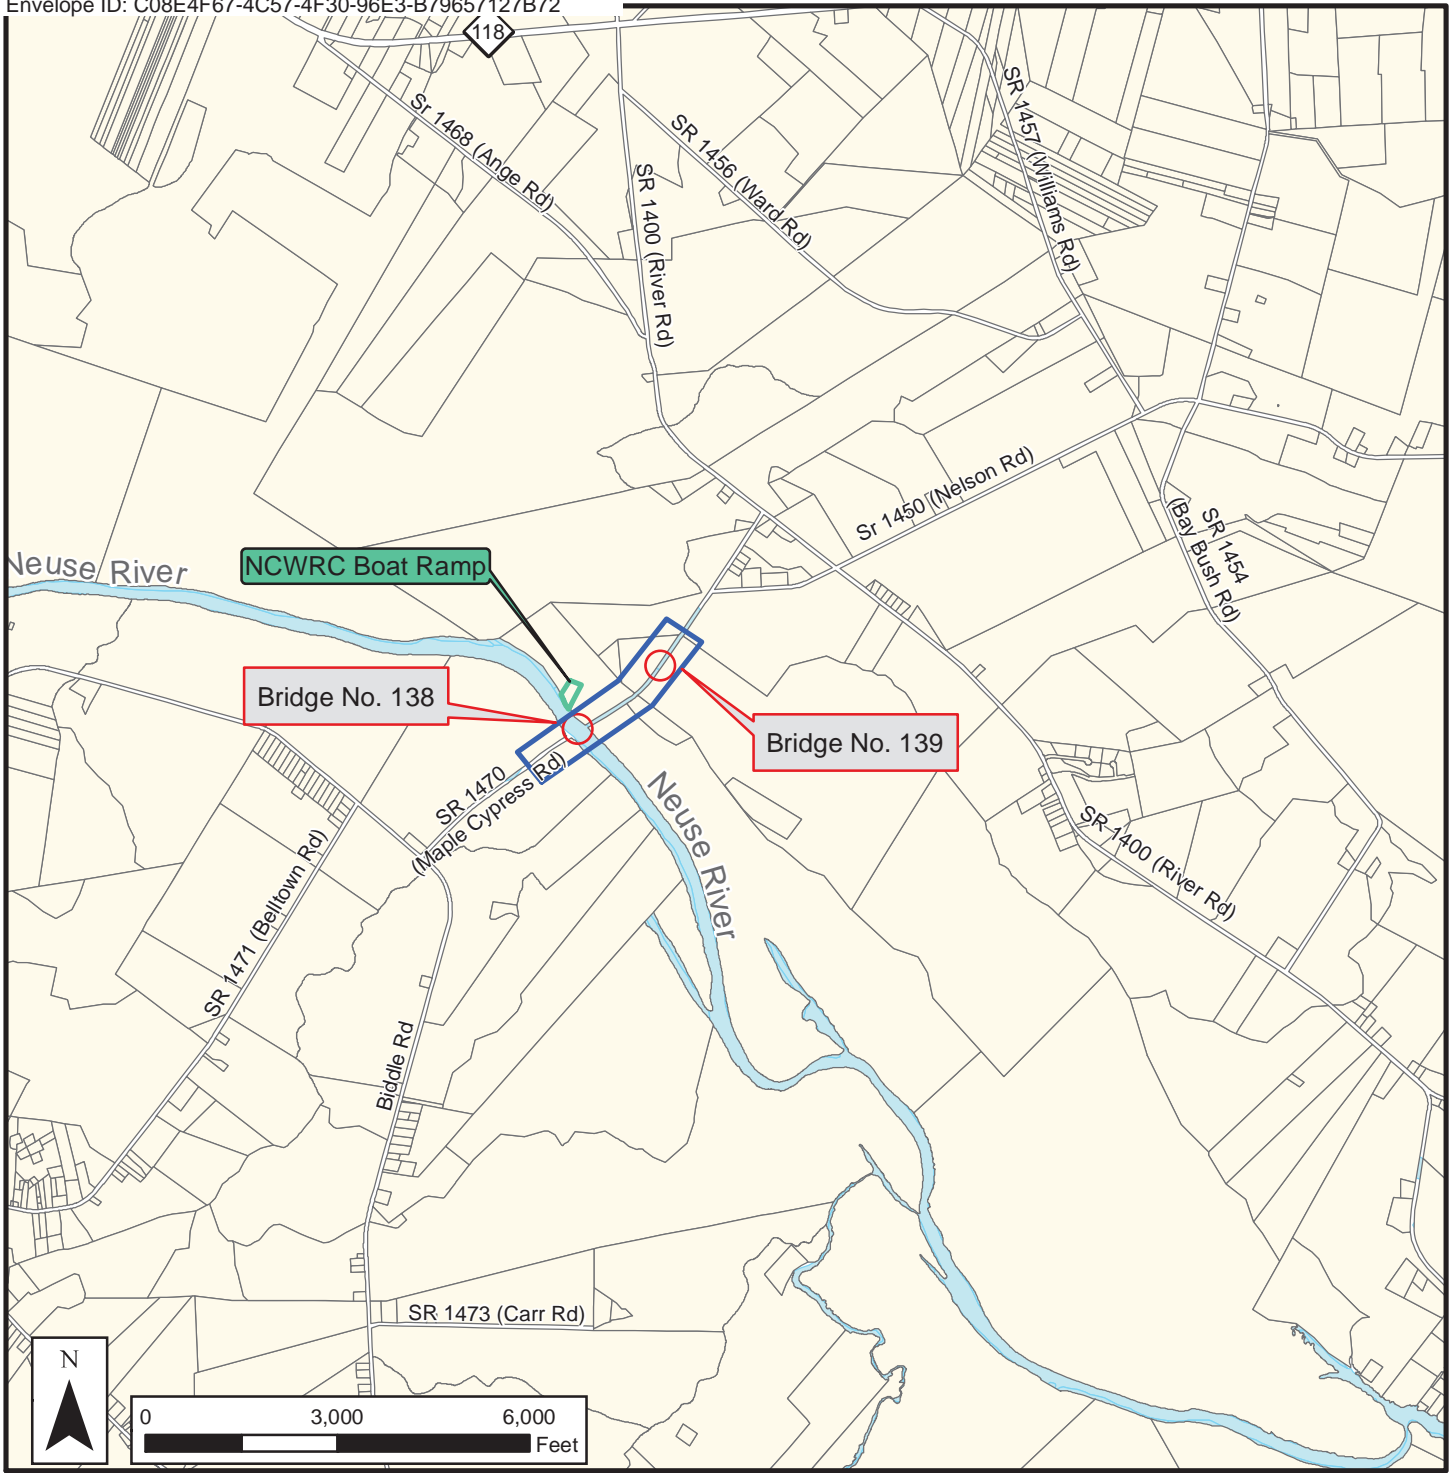 Envelope ID: C08E4F67-4C57-4F30-96E3-B79657127B72
118
Sr 1468 (Ange Rd)
SR 1400 (River Rd)
SR 1456 (Ward Rd)
SR 1457 (Williams Rd)
Sr 1450 (Nelson Rd)
SR 1454
(Bay Bush Rd)
Neuse River
NCWRC Boat Ramp
Bridge No. 138
Bridge No. 139
SR 1470
(Maple Cypress Rd)
Neuse River
SR 1400 (River Rd)
SR 1471 (Belltown Rd)
Biddle Rd
SR 1473 (Carr Rd)
N
0 3,000 6,000
Feet